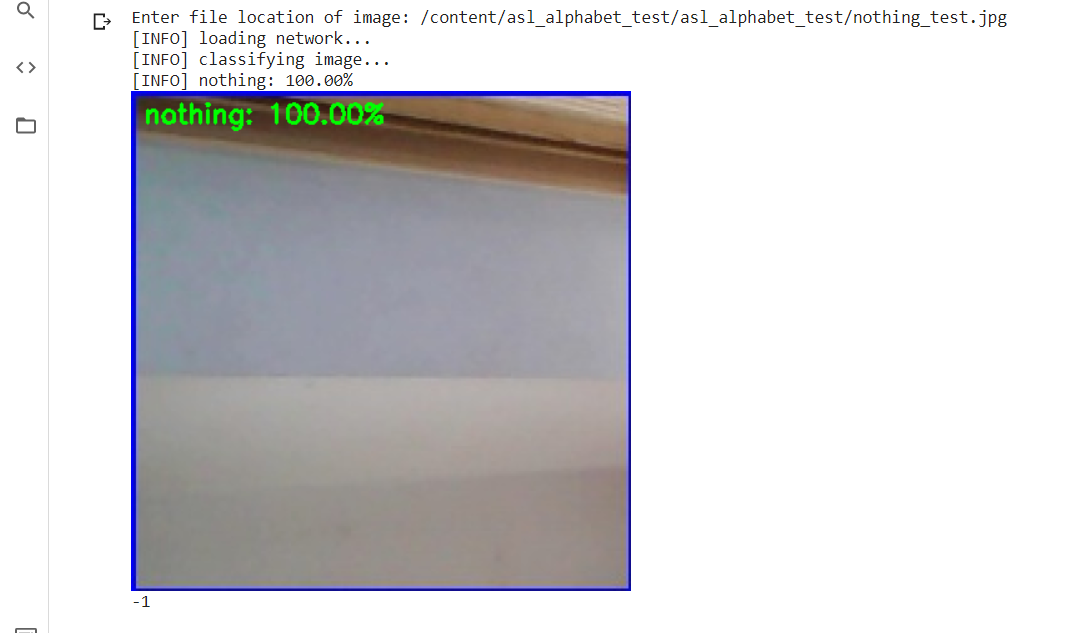 Enter file location of image: /content/asl_alphabet_test/asl_alphabet_test/nothing_test.jpg
[INFO] loading network...
[INFO] classifying image...
[INFO] nothing: 100.00%
nothing: 100.00%
-1